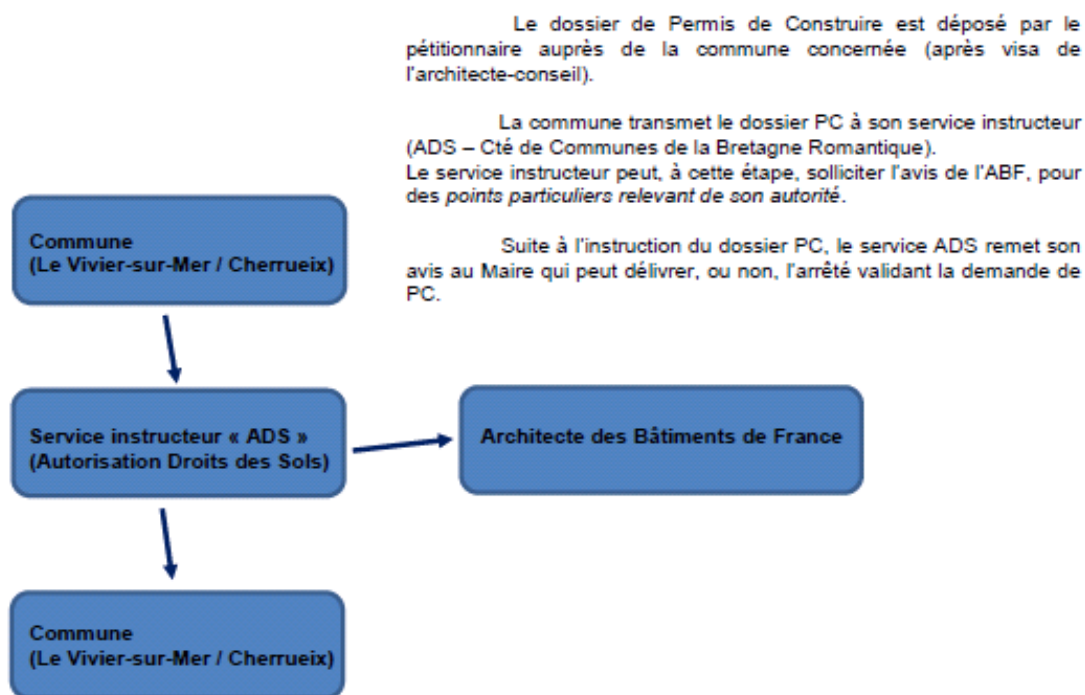 Le dossier de Permis de Construire est déposé par le
pétitionnaire auprès de la commune concernée (après visa de
l'architecte-conseil).
La commune transmet le dossier PC à son service instructeur
(ADS – Cté de Communes de la Bretagne Romantique).
Le service instructeur peut, à cette étape, solliciter l'avis de l'ABF, pour
des points particuliers relevant de son autorité.
Suite à l'instruction du dossier PC, le service ADS remet son
avis au Maire qui peut délivrer, ou non, l'arrêté validant la demande de
PC.
Commune
(Le Vivier-sur-Mer / Cherrueix)
Service instructeur « ADS »
(Autorisation Droits des Sols)
Architecte des Bâtiments de France
Commune
(Le Vivier-sur-Mer / Cherrueix)